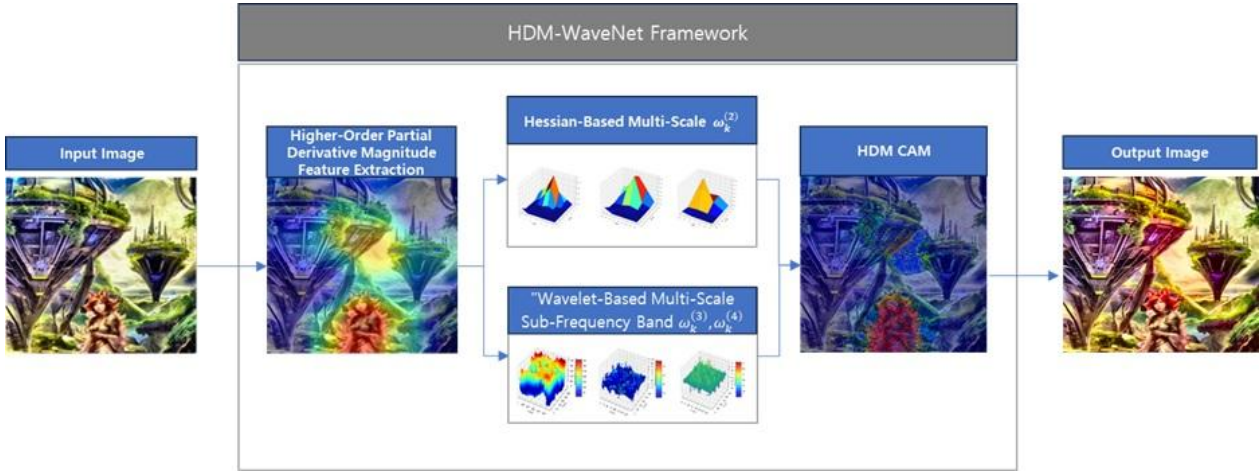 HDM-WaveNet Framework
Input Image
Higher-Order Partial
Derivative Magnitude
Feature Extraction
Hessian-Based Multi-Scale ω_k^(2)
"Wavelet-Based Multi-Scale
Sub-Frequency Band ω_k^(3), ω_k^(4)
HDM CAM
Output Image